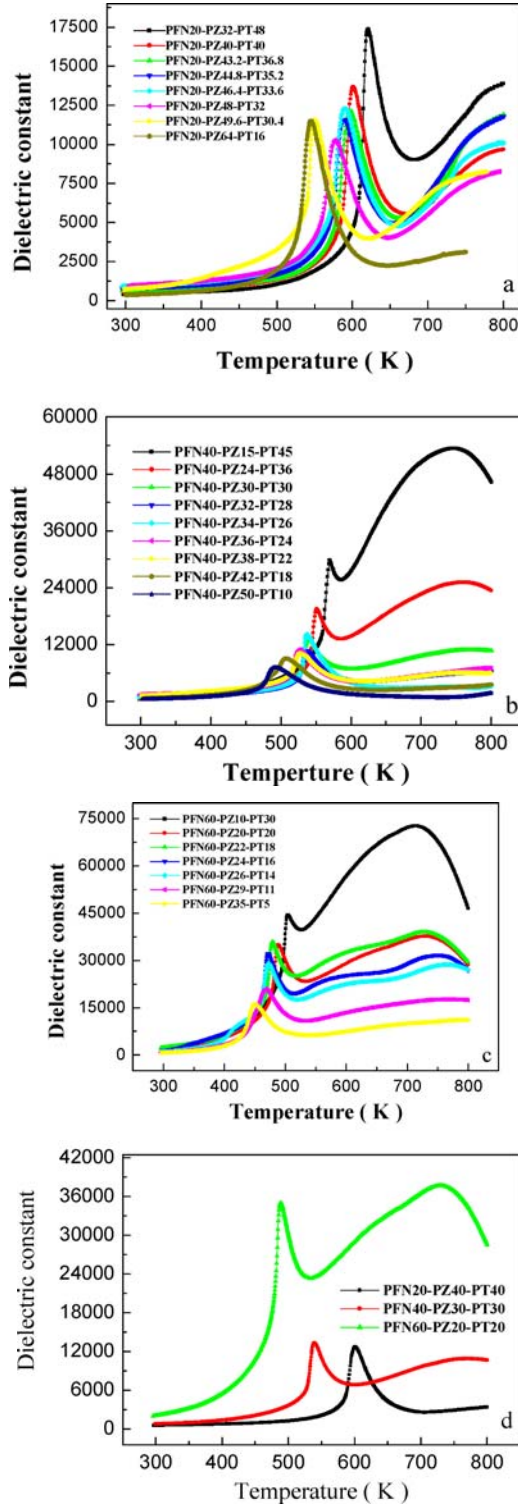 17500
15000
12500
10000
7500
5000
2500
0
Dielectric constant
PFN20-PZ32-PT48
PFN20-PZ40-PT40
PFN20-PZ43.2-PT36.8
PFN20-PZ44.8-PT35.2
PFN20-PZ46.4-PT33.6
PFN20-PZ48-PT32
PFN20-PZ49.6-PT30.4
PFN20-PZ64-PT16
a
300 400 500 600 700 800
Temperature ( K )
60000
48000
36000
24000
12000
0
Dielectric constant
PFN40-PZ15-PT45
PFN40-PZ24-PT36
PFN40-PZ30-PT30
PFN40-PZ32-PT28
PFN40-PZ34-PT26
PFN40-PZ36-PT24
PFN40-PZ38-PT22
PFN40-PZ42-PT18
PFN40-PZ50-PT10
b
300 400 500 600 700 800
Temperture ( K )
75000
60000
45000
30000
15000
0
Dielectric constant
PFN60-PZ10-PT30
PFN60-PZ20-PT20
PFN60-PZ22-PT18
PFN60-PZ24-PT16
PFN60-PZ26-PT14
PFN60-PZ29-PT11
PFN60-PZ35-PT5
c
300 400 500 600 700 800
Temperature ( K )
42000
36000
30000
24000
18000
12000
6000
0
Dielectric constant
PFN20-PZ40-PT40
PFN40-PZ30-PT30
PFN60-PZ20-PT20
d
300 400 500 600 700 800
Temperature ( K )